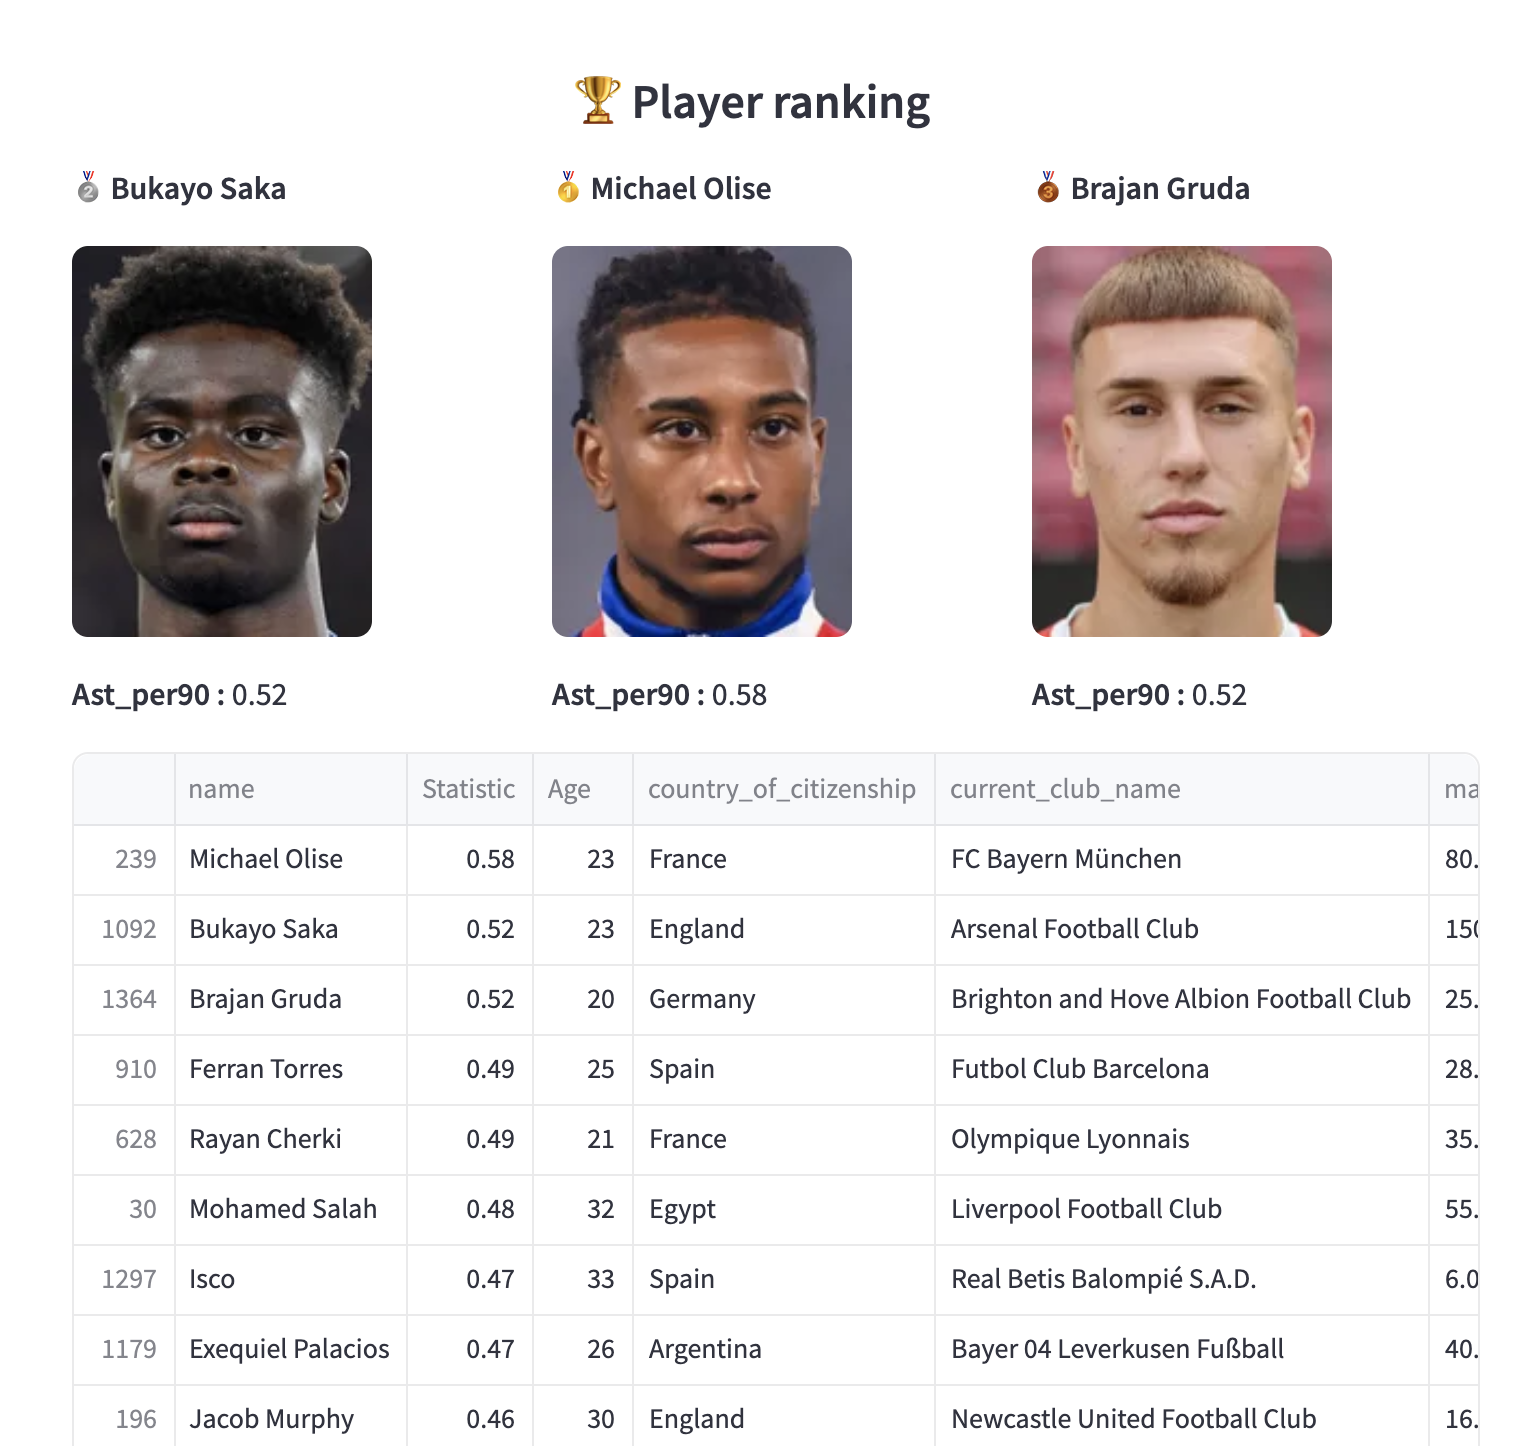 🏆 Player ranking
🥈 Bukayo Saka
🥇 Michael Olise
🥉 Brajan Gruda
Ast_per90 : 0.52
Ast_per90 : 0.58
Ast_per90 : 0.52
name Statistic Age country_of_citizenship current_club_name ma
239 Michael Olise 0.58 23 France FC Bayern München 80.
1092 Bukayo Saka 0.52 23 England Arsenal Football Club 150
1364 Brajan Gruda 0.52 20 Germany Brighton and Hove Albion Football Club 25.
910 Ferran Torres 0.49 25 Spain Futbol Club Barcelona 28.
628 Rayan Cherki 0.49 21 France Olympique Lyonnais 35.
30 Mohamed Salah 0.48 32 Egypt Liverpool Football Club 55.
1297 Isco 0.47 33 Spain Real Betis Balompié S.A.D. 6.0
1179 Exequiel Palacios 0.47 26 Argentina Bayer 04 Leverkusen Fußball 40.
196 Jacob Murphy 0.46 30 England Newcastle United Football Club 16.